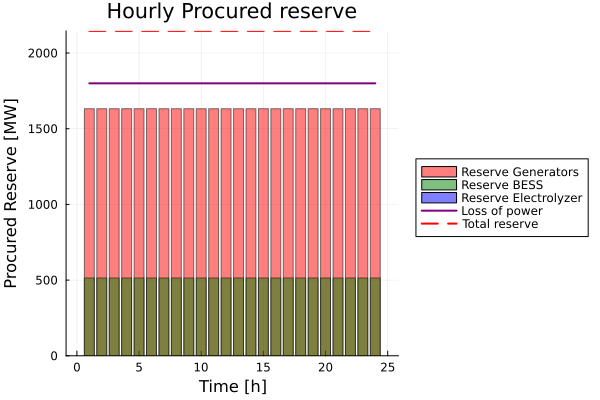 Hourly Procured reserve
Procured Reserve [MW]
2000
1500
1000
500
0
0 5 10 15 20 25
Time [h]
Reserve Generators
Reserve BESS
Reserve Electrolyzer
Loss of power
Total reserve